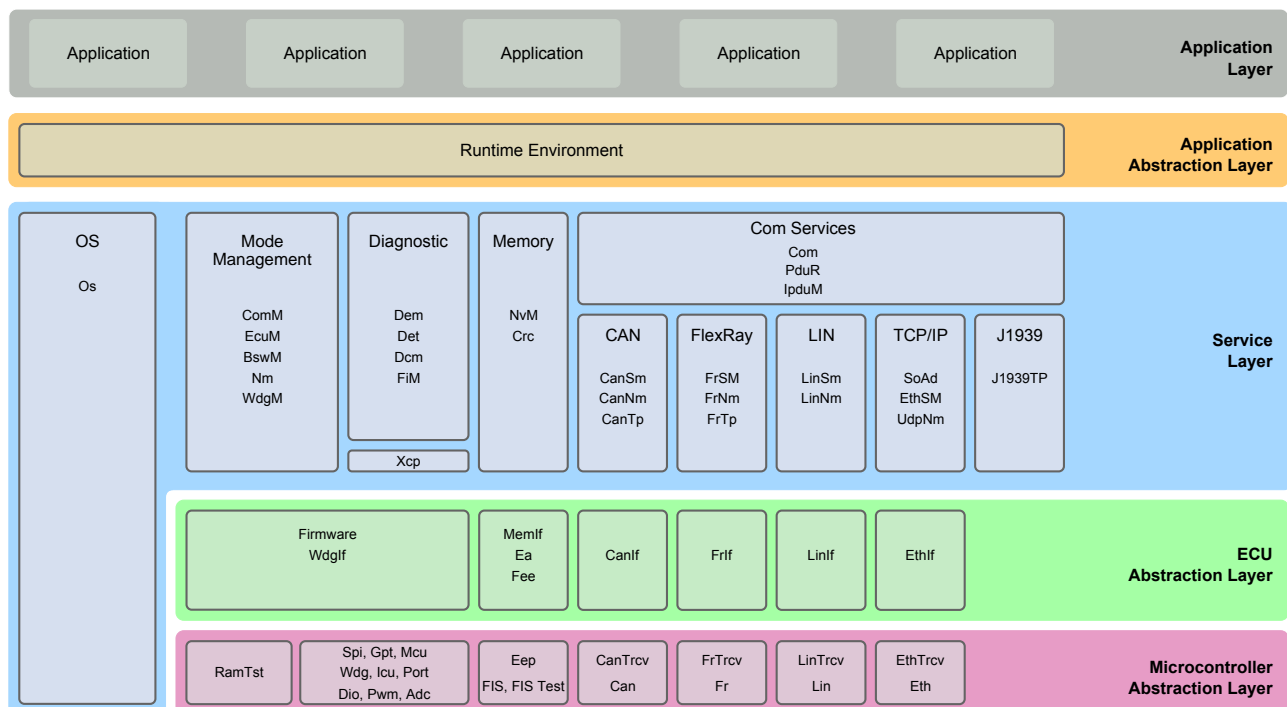 Application
Application
Application
Application
Application
Application
Layer
Runtime Environment
Application
Abstraction Layer
OS
Os
Mode
Management
ComM
EcuM
BswM
Nm
WdgM
Diagnostic
Dem
Det
Dcm
FiM
Xcp
Memory
NvM
Crc
Com Services
Com
PduR
IpduM
CAN
CanSm
CanNm
CanTp
FlexRay
FrSM
FrNm
FrTp
LIN
LinSm
LinNm
TCP/IP
SoAd
EthSM
UdpNm
J1939
J1939TP
Service
Layer
Firmware
WdgIf
MemIf
Ea
Fee
CanIf
FrIf
LinIf
EthIf
ECU
Abstraction Layer
RamTst
Spi, Gpt, Mcu
Wdg, Icu, Port
Dio, Pwm, Adc
Eep
FIS, FIS Test
CanTrcv
Can
FrTrcv
Fr
LinTrcv
Lin
EthTrcv
Eth
Microcontroller
Abstraction Layer